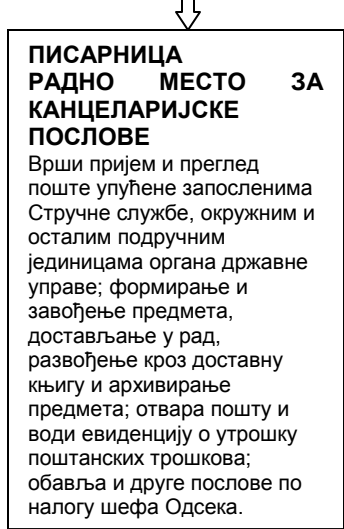 ПИСАРНИЦА
РАДНО МЕСТО ЗА
КАНЦЕЛАРИЈСКЕ
ПОСЛОВЕ
Врши пријем и преглед
поште упућене запосленима
Стручне службе, окружним и
осталим подручним
јединицама органа државне
управе; формирање и
завођење предмета,
достављање у рад,
развођење кроз доставну
књигу и архивирање
предмета; отвара пошту и
води евиденцију о утрошку
поштанских трошкова;
обавља и друге послове по
налогу шефа Одсека.